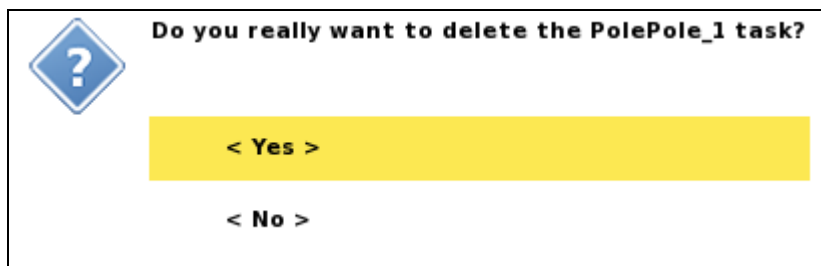 Do you really want to delete the PolePole_1 task?
?
< Yes >
< No >